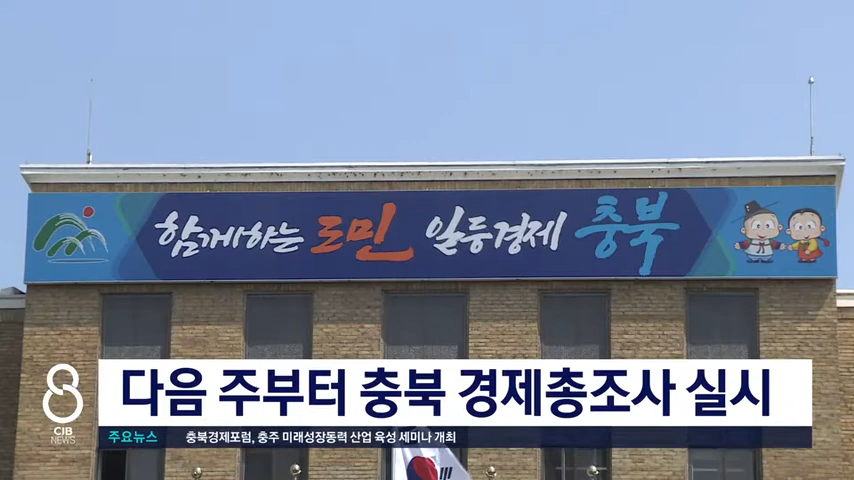 함께하는 도민 일등경제 충북
다음 주부터 충북 경제총조사 실시
8
CJB
NEWS
주요뉴스 충북경제포럼, 충주 미래성장동력 산업 육성 세미나 개최